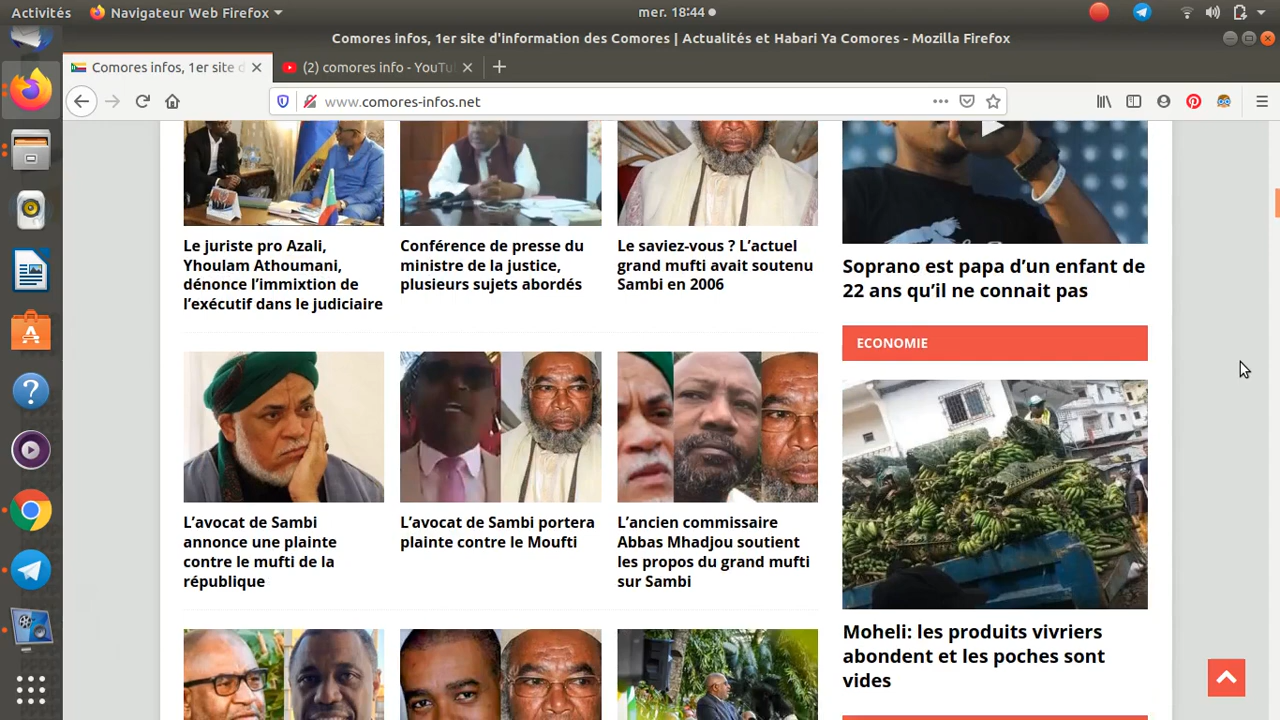 Activités
Navigateur Web Firefox
mer. 18:44
Comores infos, 1er site d'information des Comores | Actualités et Habari Ya Comores - Mozilla Firefox
Comores infos, 1er site d
(2) comores info - YouTu
www.comores-infos.net
Le juriste pro Azali,
Yhoulam Athoumani,
dénonce l’immixtion de
l’exécutif dans le judiciaire
Conférence de presse du
ministre de la justice,
plusieurs sujets abordés
Le saviez-vous ? L’actuel
grand mufti avait soutenu
Sambi en 2006
Soprano est papa d’un enfant de
22 ans qu’il ne connait pas
ECONOMIE
L’avocat de Sambi
annonce une plainte
contre le mufti de la
république
L’avocat de Sambi portera
plainte contre le Moufti
L’ancien commissaire
Abbas Mhadjou soutient
les propos du grand mufti
sur Sambi
Moheli: les produits vivriers
abondent et les poches sont
vides